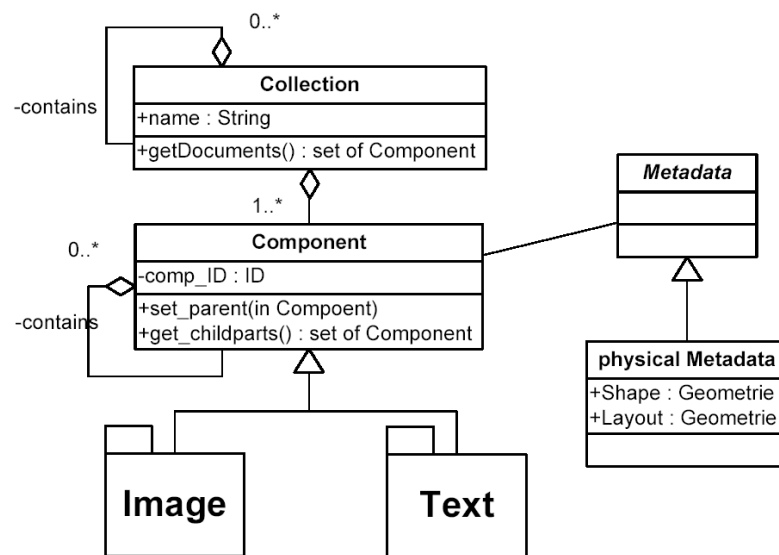 0..*
Collection
-contains
+name : String
+getDocuments() : set of Component
1..*
Metadata
0..*
Component
-comp_ID : ID
+set_parent(in Compoent)
-contains
+get_childparts() : set of Component
physical Metadata
+Shape : Geometrie
+Layout : Geometrie
Image
Text